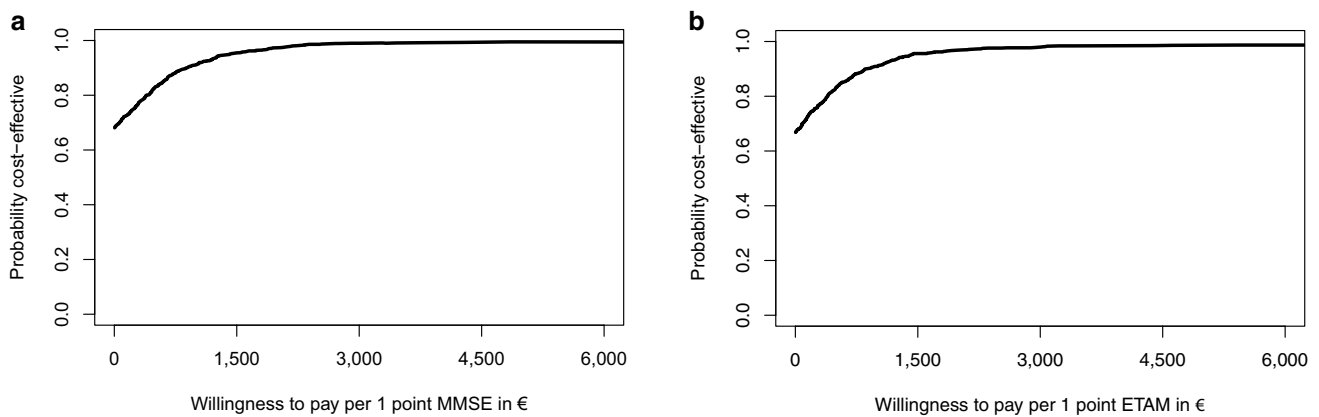 a
Probability cost−effective
1.0
0.8
0.6
0.4
0.2
0.0
0 1,500 3,000 4,500 6,000
Willingness to pay per 1 point MMSE in €
b
Probability cost−effective
1.0
0.8
0.6
0.4
0.2
0.0
0 1,500 3,000 4,500 6,000
Willingness to pay per 1 point ETAM in €